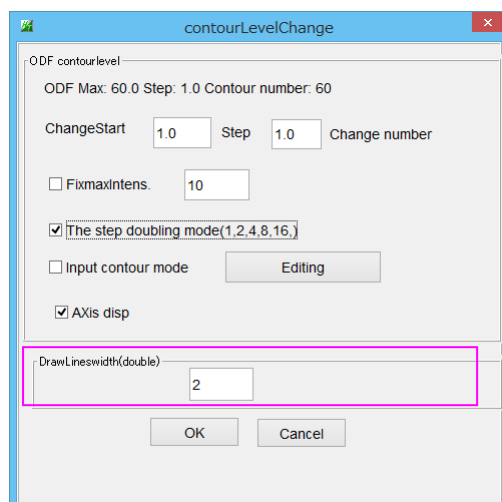 contourLevelChange
ODF contourlevel
ODF Max: 60.0 Step: 1.0 Contour number: 60
ChangeStart 1.0 Step 1.0 Change number
FixmaxIntens. 10
The step doubling mode(1,2,4,8,16,)
Input contour mode Editing
AXis disp
DrawLineswidth(double)
2
OK Cancel